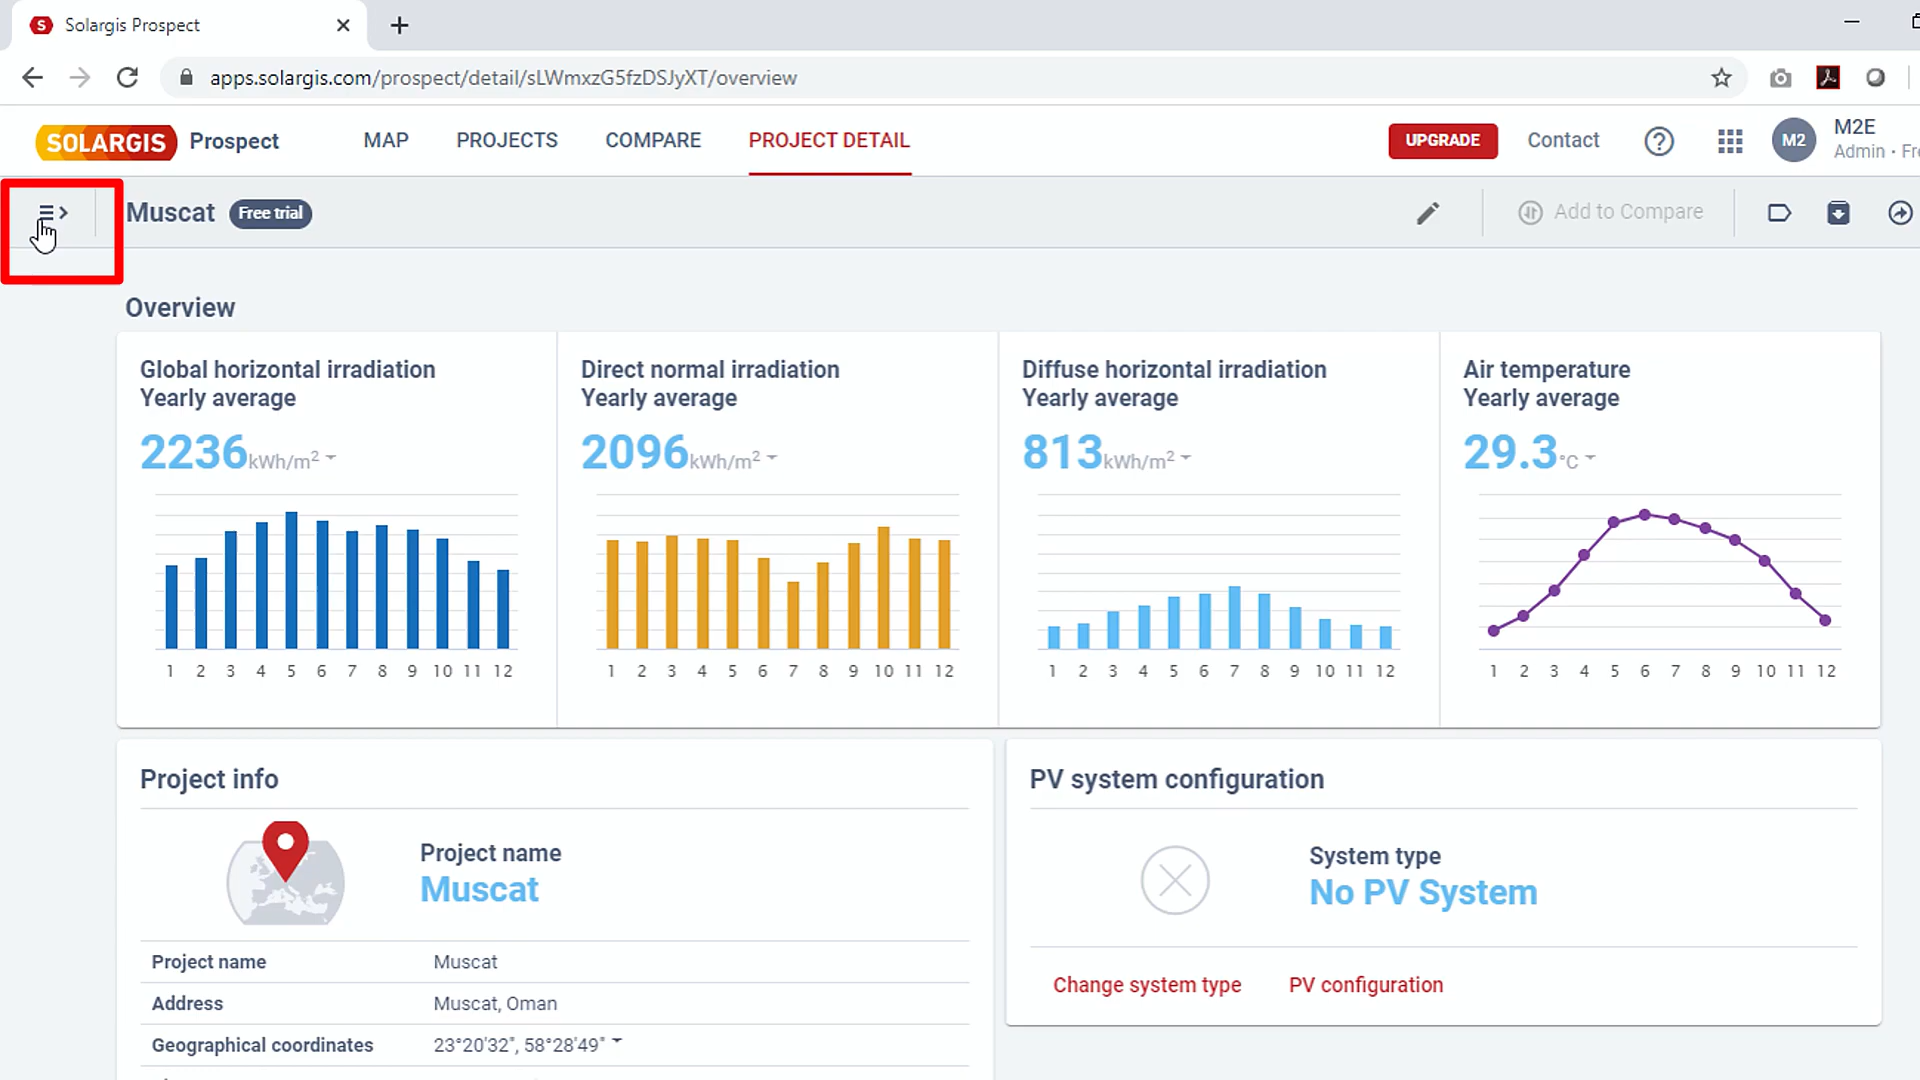 S Solargis Prospect
apps.solargis.com/prospect/detail/sLWmxzG5fzDSJyXT/overview
SOLARGIS Prospect MAP PROJECTS COMPARE PROJECT DETAIL UPGRADE Contact ? M2 M2E
Admin • Fre
Muscat Free trial Add to Compare
Overview
Global horizontal irradiation
Yearly average
2236 kWh/m²
1 2 3 4 5 6 7 8 9 10 11 12
Direct normal irradiation
Yearly average
2096 kWh/m²
1 2 3 4 5 6 7 8 9 10 11 12
Diffuse horizontal irradiation
Yearly average
813 kWh/m²
1 2 3 4 5 6 7 8 9 10 11 12
Air temperature
Yearly average
29.3 °C
1 2 3 4 5 6 7 8 9 10 11 12
Project info
Project name
Muscat
Project name Muscat
Address Muscat, Oman
Geographical coordinates 23°20'32", 58°28'49"
PV system configuration
System type
No PV System
Change system type PV configuration